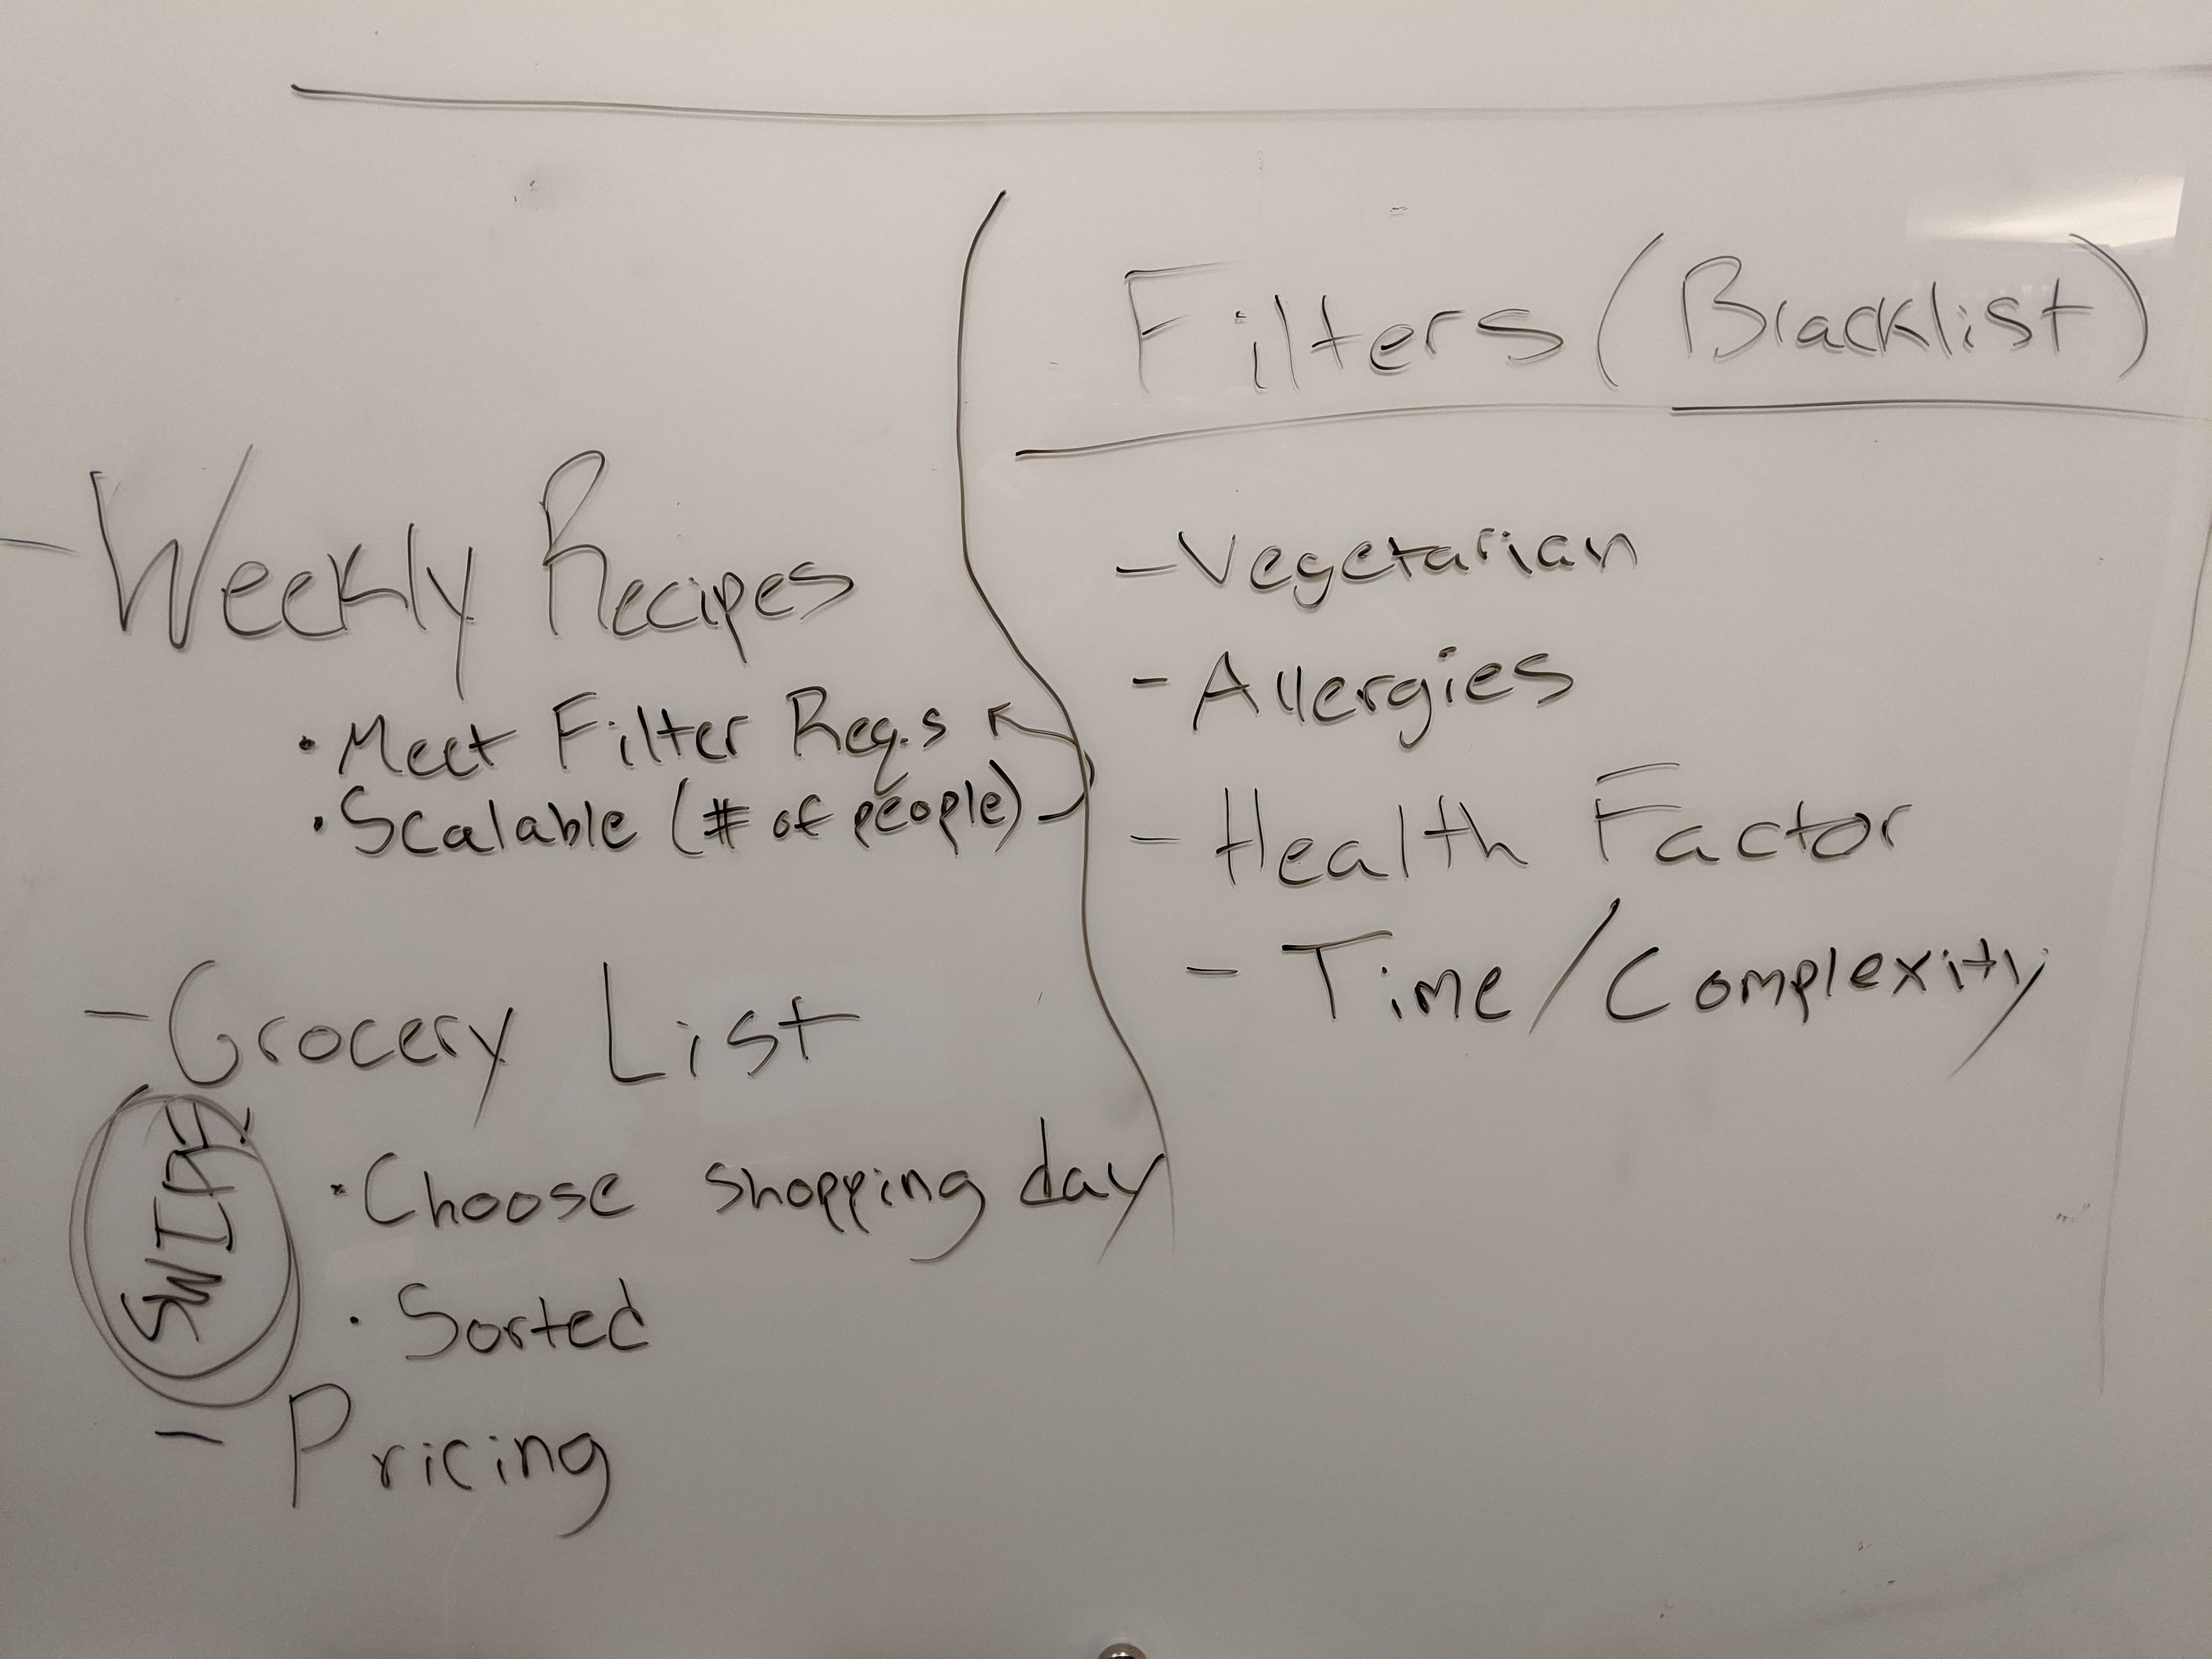 - Weekly Recipes
• Meet Filter Req.s
• Scalable (# of people)
- Grocery List
SWIPE
• Choose shopping day
• Sorted
- Pricing
Filters (Blacklist)
- Vegetarian
- Allergies
- Health Factor
- Time/Complexity